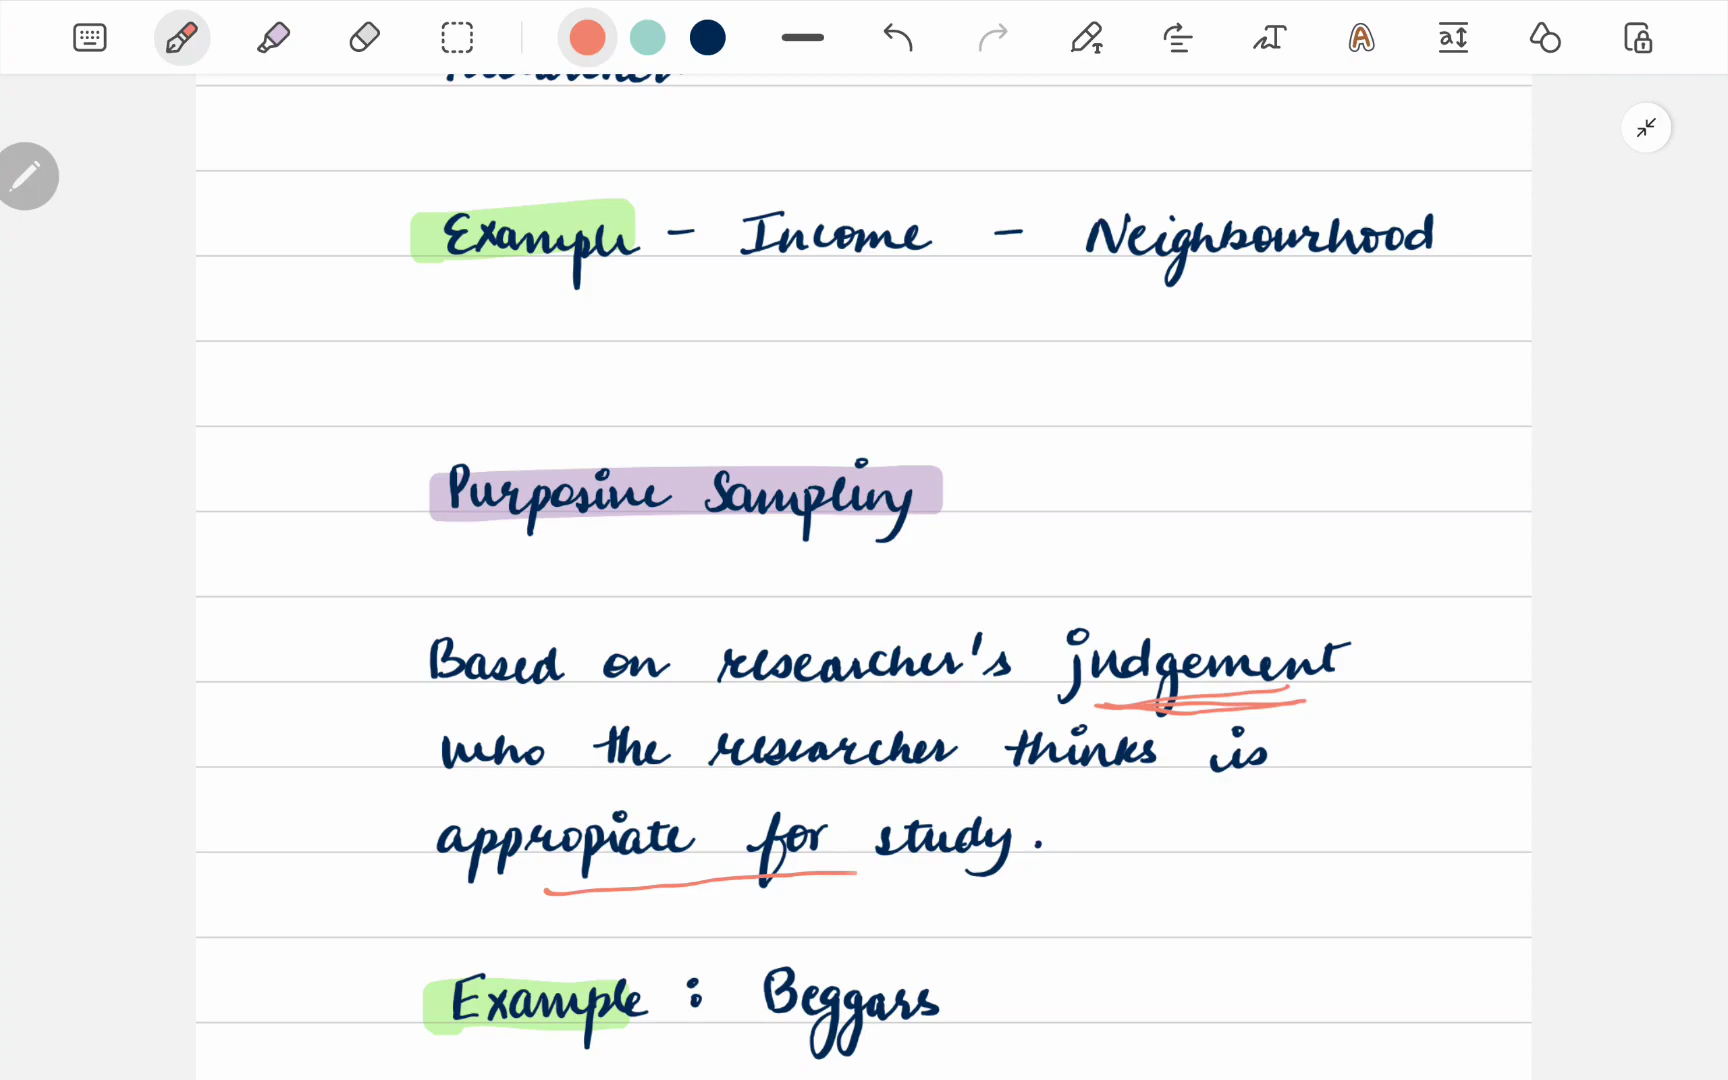 Example - Income - Neighbourhood
Purposive Sampling
Based on researcher's judgement
who the researcher thinks is
appropiate for study.
Example : Beggars